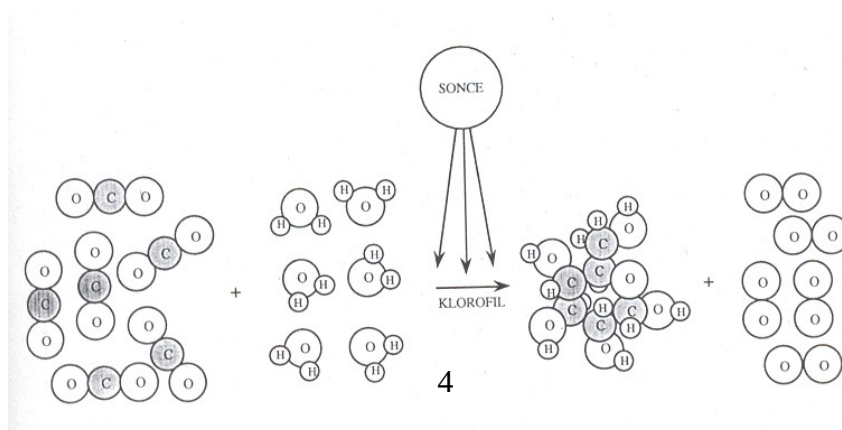 SONCE
O C O
O C O
O C O
O C O
O C O
O C O
+
O H H
H O H
O H H
H O H
O H H
O H H
KLOROFIL
H H O
H H C
H O C C O
H C H C O H
O C H
H O H
+
O O
O O
O O
O O
O O
O O
4